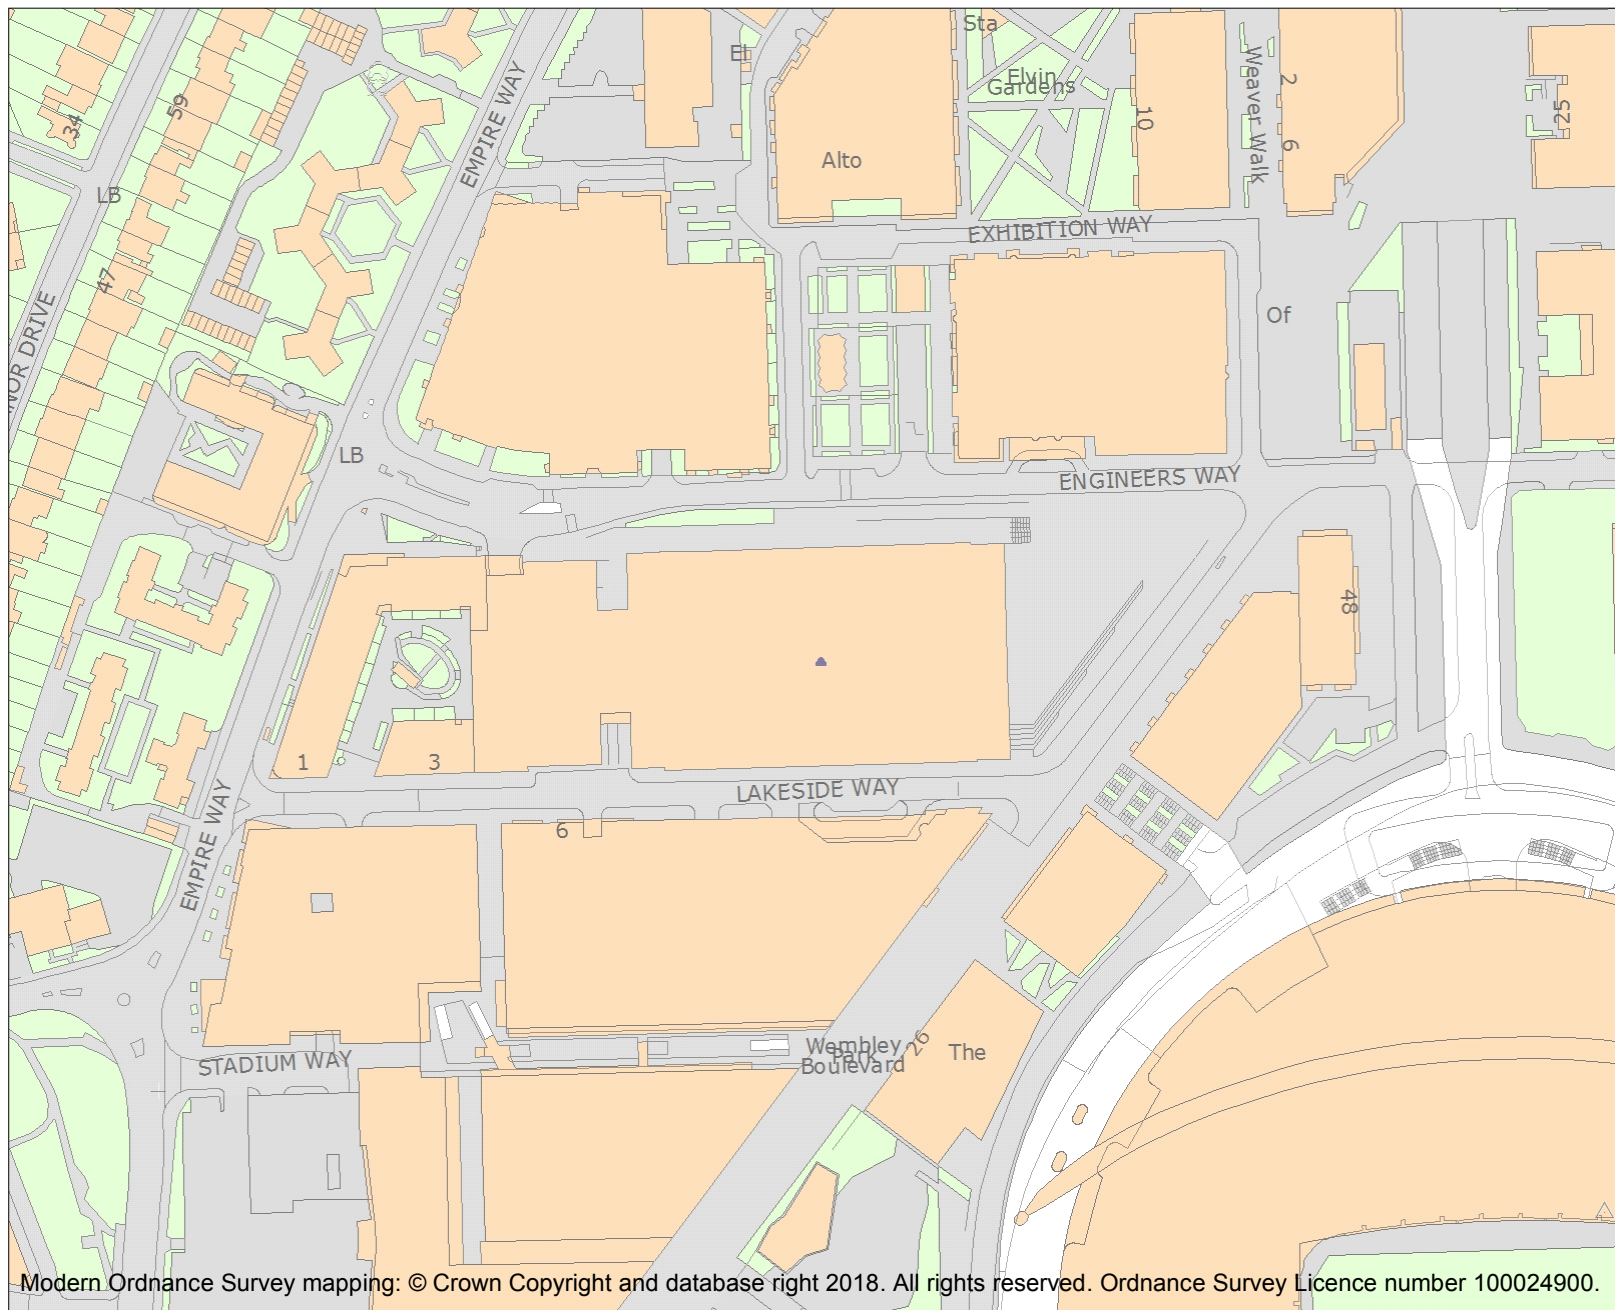 Sta
El
EMPIRE WAY
59
34
Elvin
Gardens
Weaver Walk
2
6
10
25
Alto
LB
EXHIBITION WAY
47
NOR DRIVE
Of
LB
ENGINEERS WAY
48
1
3
LAKESIDE WAY
6
EMPIRE WAY
Wembley
Park
Boulevard
26
The
STADIUM WAY
Modern Ordnance Survey mapping: © Crown Copyright and database right 2018. All rights reserved. Ordnance Survey Licence number 100024900.